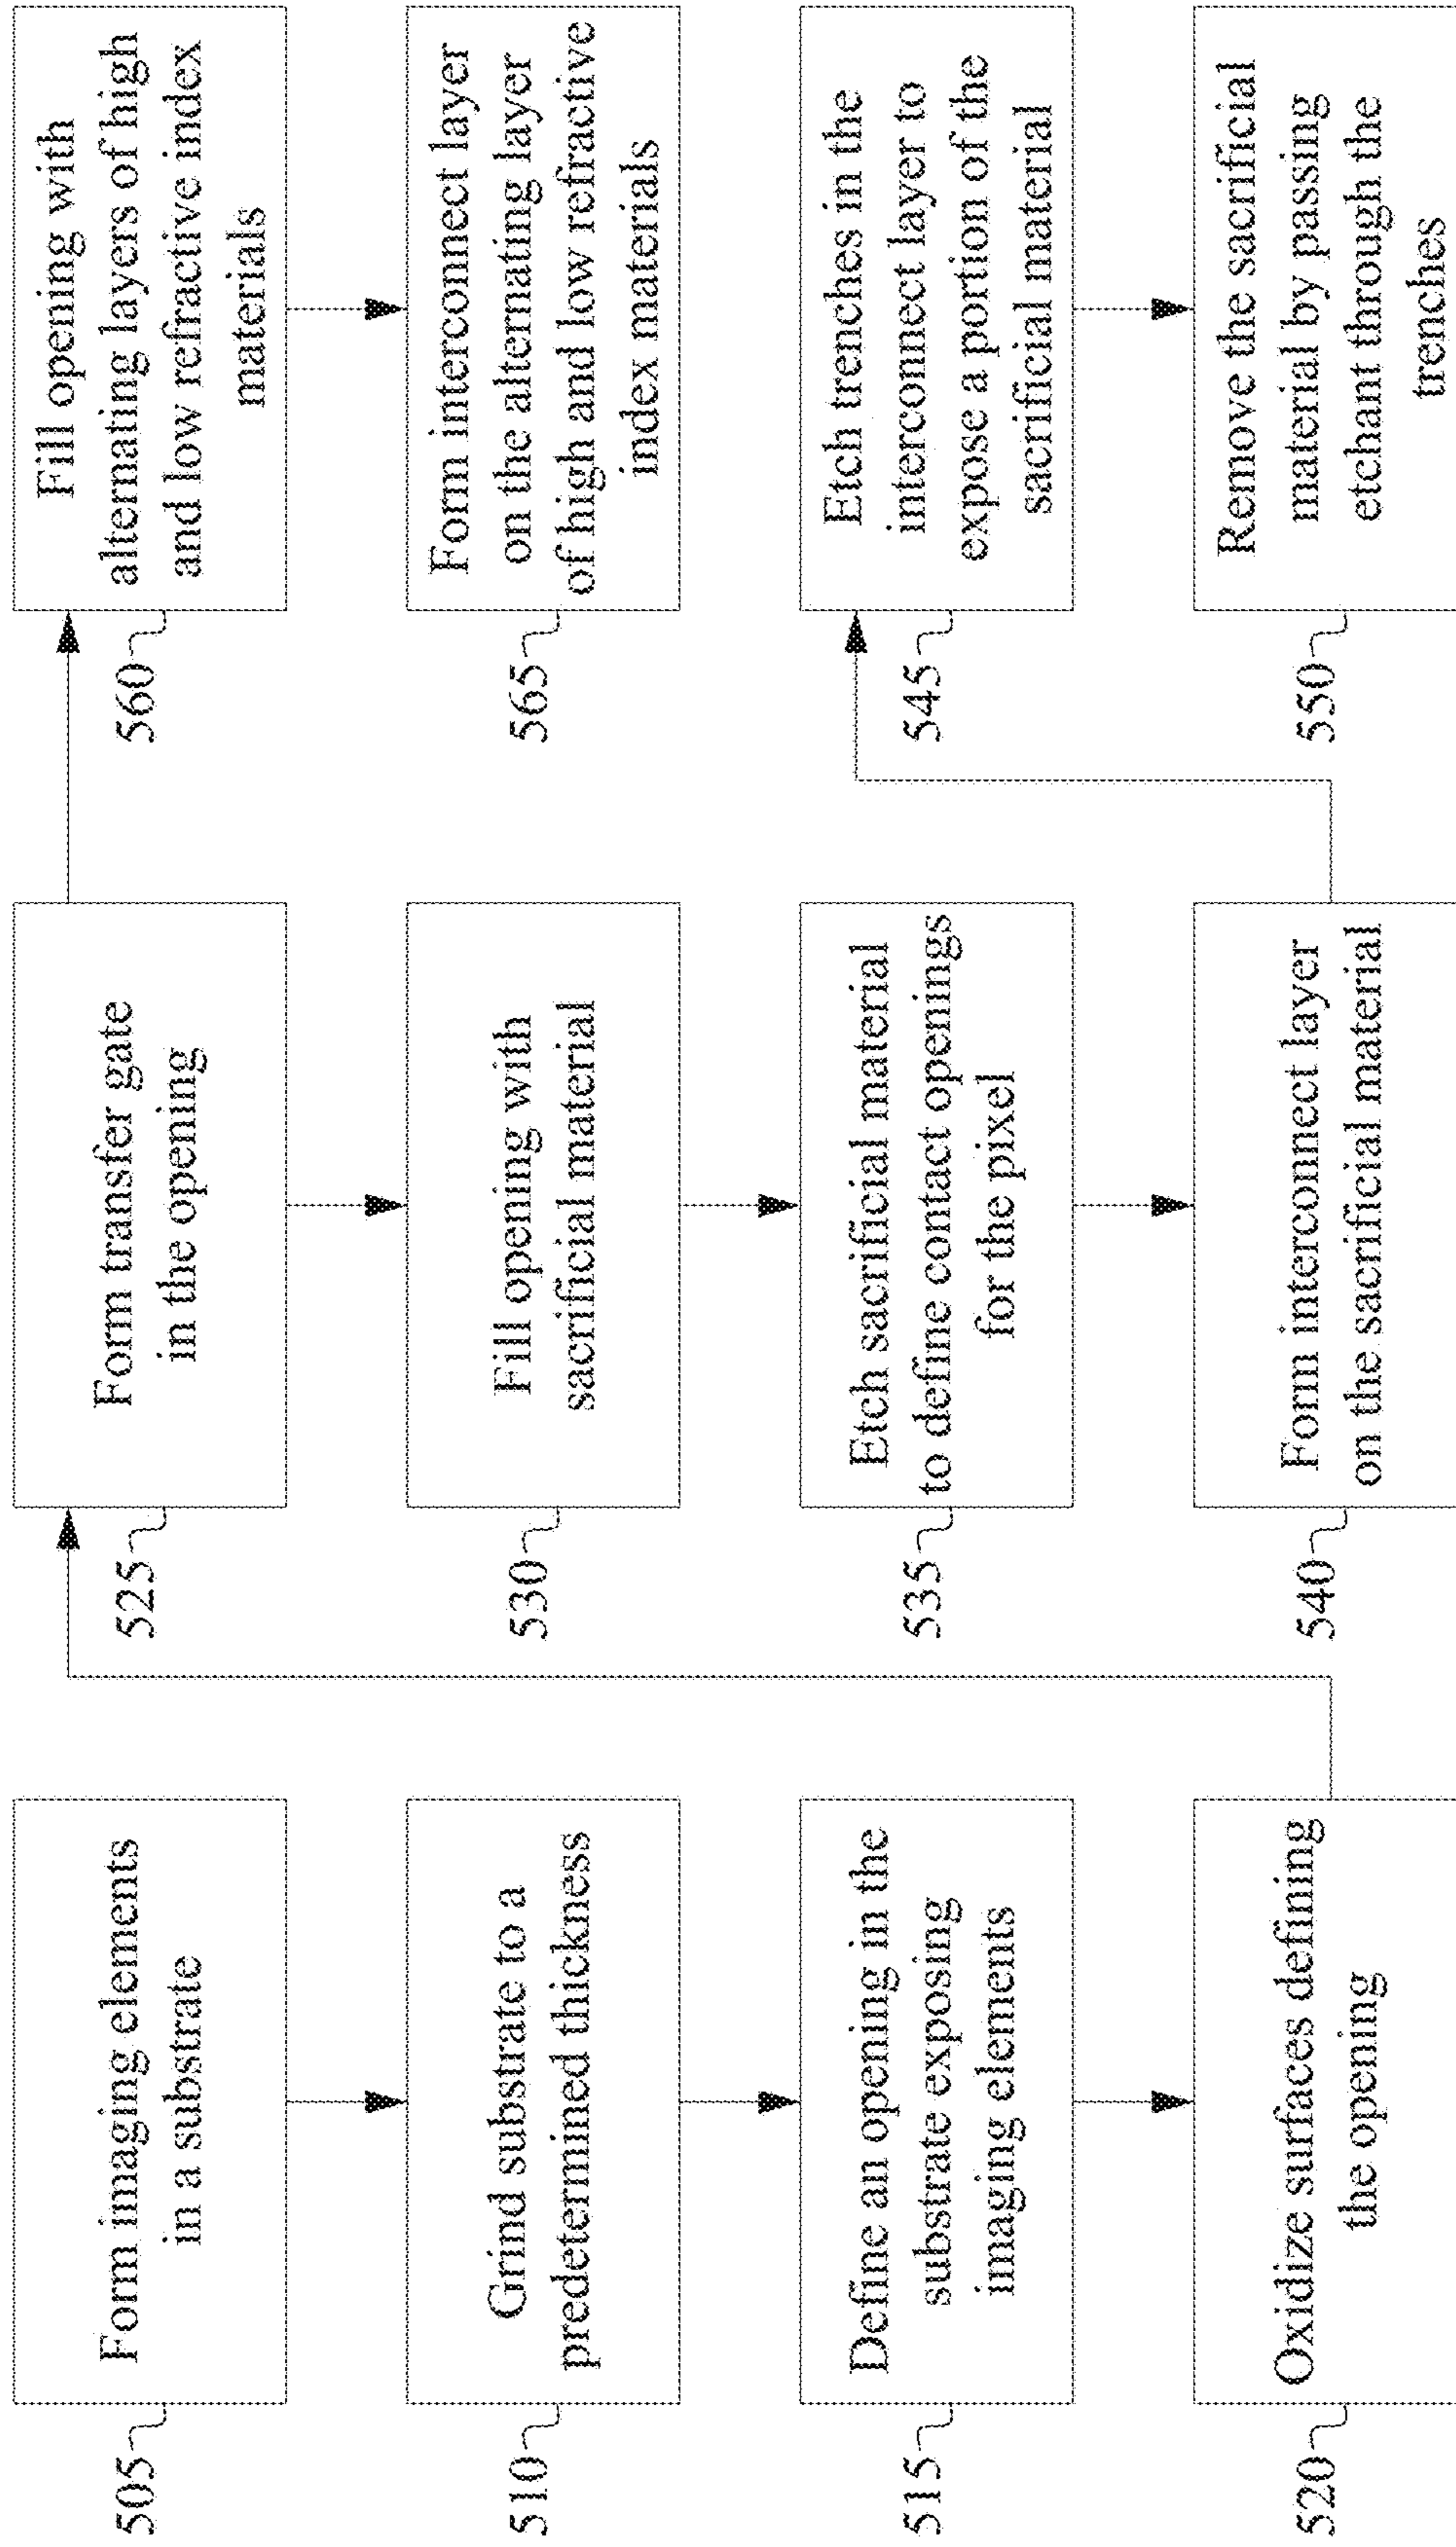 505
Form imaging elements
in a substrate
510
Grind substrate to a
predetermined thickness
515
Define an opening in the
substrate exposing
imaging elements
520
Oxidize surfaces defining
the opening
525
Form transfer gate
in the opening
530
Fill opening with
sacrificial material
535
Etch sacrificial material
to define contact openings
for the pixel
540
Form interconnect layer
on the sacrificial material
560
Fill opening with
alternating layers of high
and low refractive index
materials
565
Form interconnect layer
on the alternating layer
of high and low refractive
index materials
545
Etch trenches in the
interconnect layer to
expose a portion of the
sacrificial material
550
Remove the sacrificial
material by passing
etchant through the
trenches